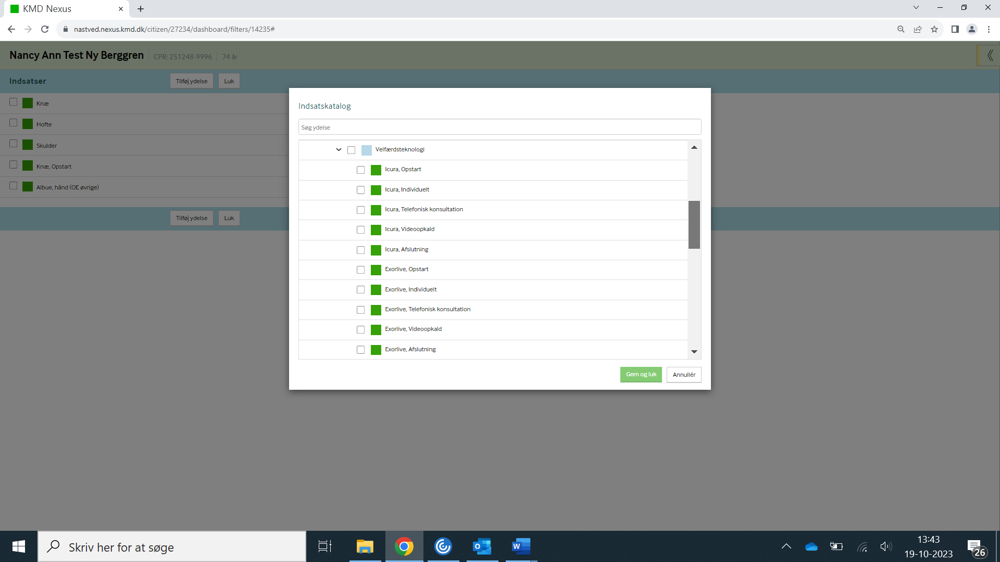 KMD Nexus
nastved.nexus.kmd.dk/citizen/27234/dashboard/filters/14235#
Nancy Ann Test Ny Berggren CPR: 251248-9996 74 år
Indsatser Tilføj ydelse Luk
Knæ
Hofte
Skulder
Knæ, Opstart
Albue, hånd (OE øvrige)
Tilføj ydelse Luk
Indsatskatalog
Søg ydelse
Velfærdsteknologi
Icura, Opstart
Icura, Individuelt
Icura, Telefonisk konsultation
Icura, Videoopkald
Icura, Afslutning
Exorlive, Opstart
Exorlive, Individuelt
Exorlive, Telefonisk konsultation
Exorlive, Videoopkald
Exorlive, Afslutning
Gem og luk Annullér
Skriv her for at søge
13:43
19-10-2023
26